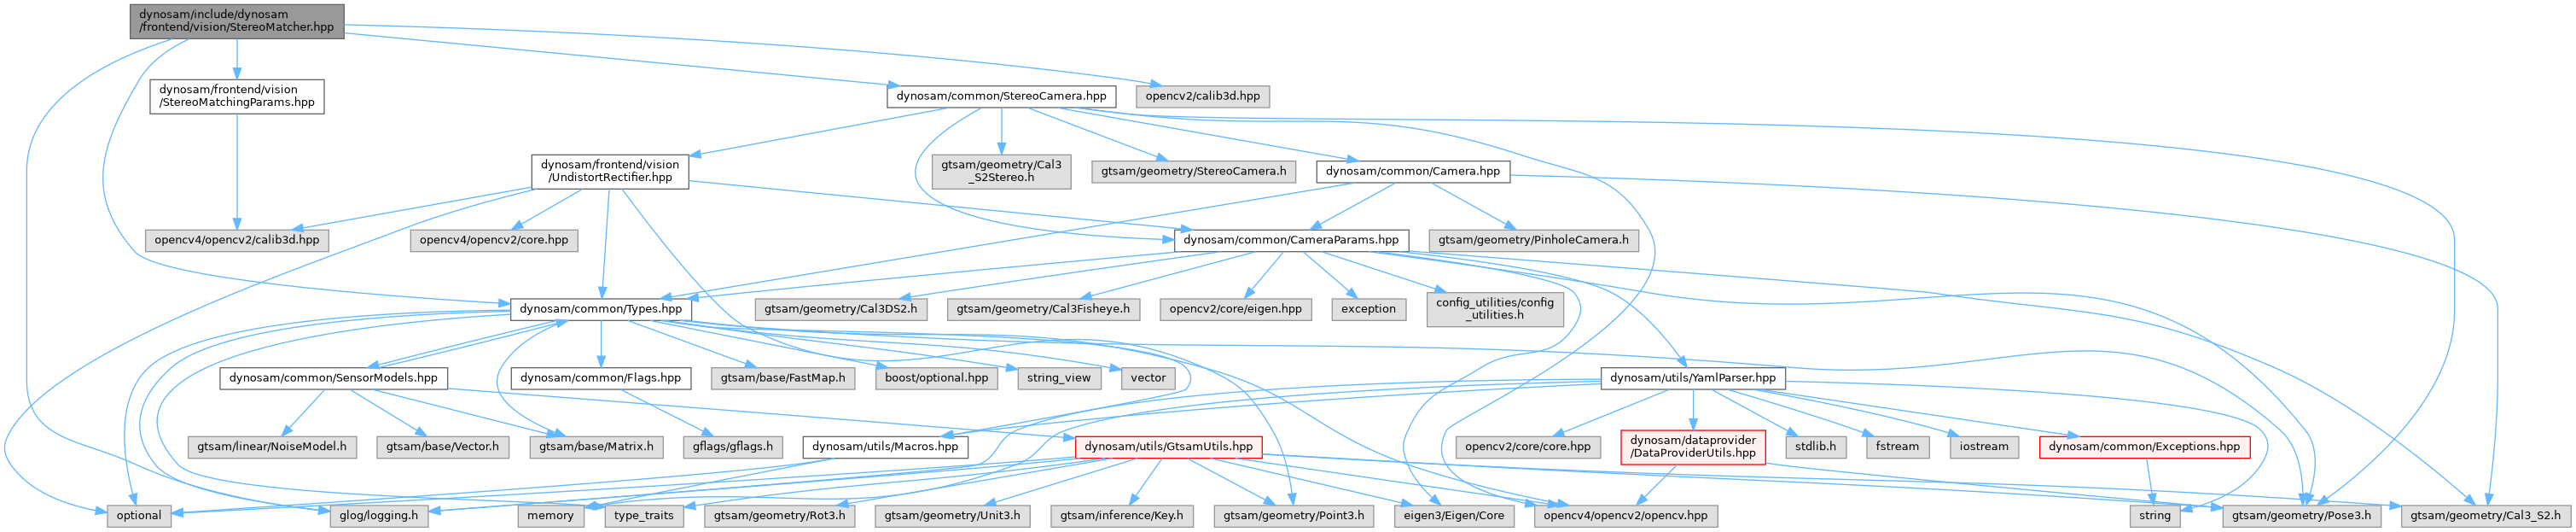 dynosam/include/dynosam
/frontend/vision/StereoMatcher.hpp
dynosam/frontend/vision
/StereoMatchingParams.hpp
dynosam/common/StereoCamera.hpp
opencv2/calib3d.hpp
dynosam/frontend/vision
/UndistortRectifier.hpp
gtsam/geometry/Cal3
_S2Stereo.h
gtsam/geometry/StereoCamera.h
dynosam/common/Camera.hpp
opencv4/opencv2/calib3d.hpp
opencv4/opencv2/core.hpp
dynosam/common/CameraParams.hpp
gtsam/geometry/PinholeCamera.h
dynosam/common/Types.hpp
gtsam/geometry/Cal3DS2.h
gtsam/geometry/Cal3Fisheye.h
opencv2/core/eigen.hpp
exception
config_utilities/config
_utilities.h
dynosam/common/SensorModels.hpp
dynosam/common/Flags.hpp
gtsam/base/FastMap.h
boost/optional.hpp
string_view
vector
dynosam/utils/YamlParser.hpp
gtsam/linear/NoiseModel.h
gtsam/base/Vector.h
gtsam/base/Matrix.h
gflags/gflags.h
dynosam/utils/Macros.hpp
dynosam/utils/GtsamUtils.hpp
opencv2/core/core.hpp
dynosam/dataprovider
/DataProviderUtils.hpp
stdlib.h
fstream
iostream
dynosam/common/Exceptions.hpp
optional
glog/logging.h
memory
type_traits
gtsam/geometry/Rot3.h
gtsam/geometry/Unit3.h
gtsam/inference/Key.h
gtsam/geometry/Point3.h
eigen3/Eigen/Core
opencv4/opencv2/opencv.hpp
string
gtsam/geometry/Pose3.h
gtsam/geometry/Cal3_S2.h